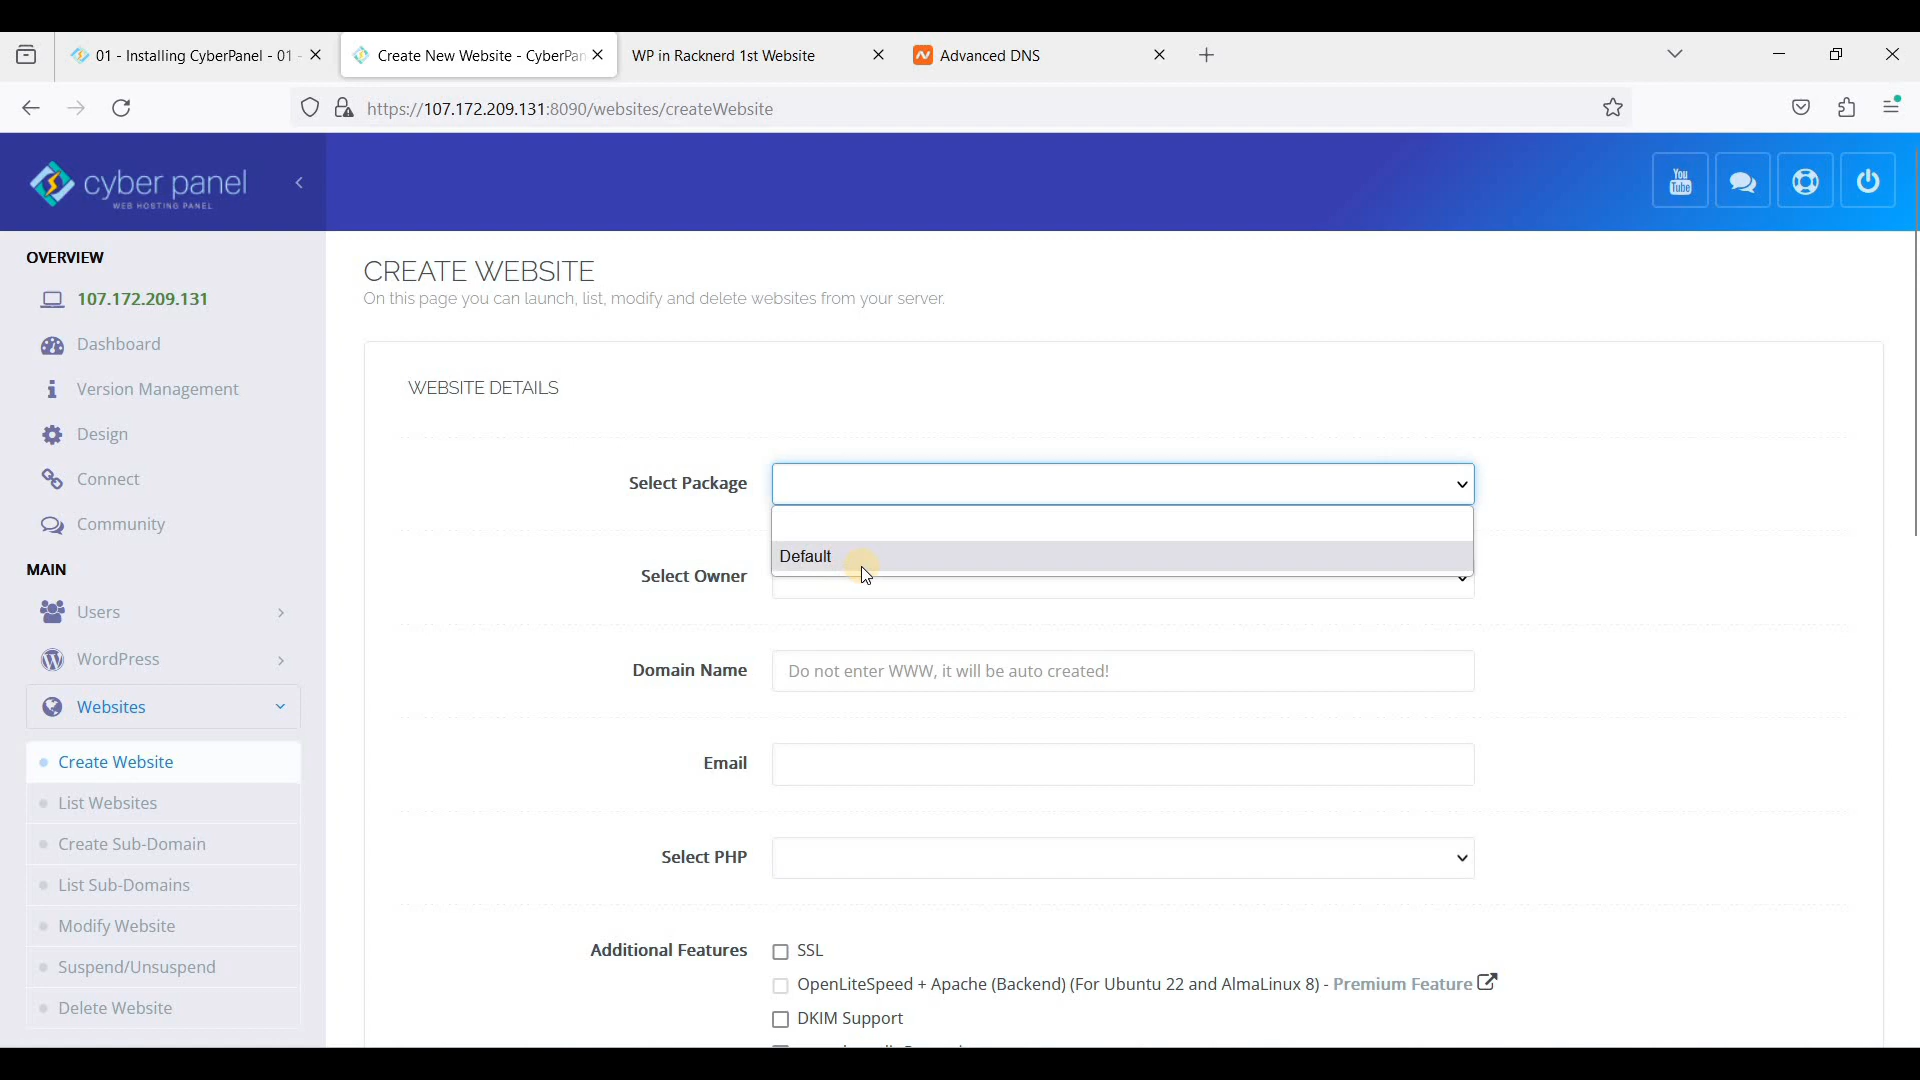 01 - Installing CyberPanel - 01 -
Create New Website - CyberPan
WP in Racknerd 1st Website
Advanced DNS
https://107.172.209.131:8090/websites/createWebsite
cyber panel
WEB HOSTING PANEL
You
Tube
OVERVIEW
107.172.209.131
Dashboard
Version Management
Design
Connect
Community
MAIN
Users
WordPress
Websites
Create Website
List Websites
Create Sub-Domain
List Sub-Domains
Modify Website
Suspend/Unsuspend
Delete Website
CREATE WEBSITE
On this page you can launch, list, modify and delete websites from your server.
WEBSITE DETAILS
Select Package
Default
Select Owner
Domain Name
Do not enter WWW, it will be auto created!
Email
Select PHP
Additional Features
SSL
OpenLiteSpeed + Apache (Backend) (For Ubuntu 22 and AlmaLinux 8) - Premium Feature
DKIM Support